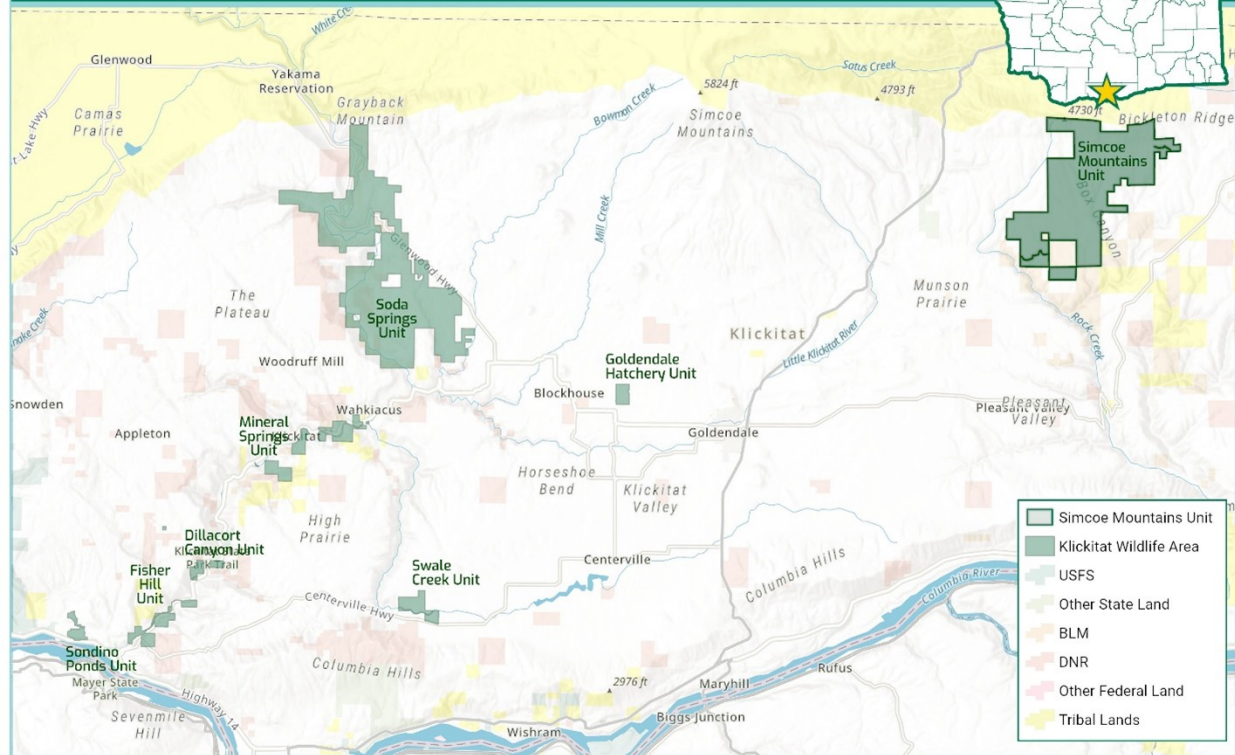 White Cre
Glenwood
Yakama
Reservation
Satus Creek
5824 ft
4793 ft
4730 ft
Bickleton Ridge
Camas
Prairie
Lake Hwy
Grayback
Mountain
Bowman Creek
Simcoe
Mountains
Simcoe
Mountains
Unit
Box Canyon
Mill Creek
Glenwood Hwy
The
Plateau
Soda
Springs
Unit
Munson
Prairie
Klickitat
Little Klickitat River
Rock Creek
Woodruff Mill
Goldendale
Hatchery Unit
Blockhouse
Snowden
Wahkiacus
Pleasant Valley
Pleasant
Valley
Appleton
Mineral
Springs
Unit
Klickitat
Goldendale
Horseshoe
Bend
Klickitat
Valley
High
Prairie
Dillacort
Canyon Unit
Park Trail
Fisher
Hill
Unit
Swale
Creek Unit
Centerville
Centerville Hwy
Columbia Hills
Columbia River
Sondino
Ponds Unit
Mayer State
Park
Columbia Hills
2976 ft
Maryhill
Rufus
Sevenmile
Hill
Highway 14
Wishram
Biggs Junction
Simcoe Mountains Unit
Klickitat Wildlife Area
USFS
Other State Land
BLM
DNR
Other Federal Land
Tribal Lands